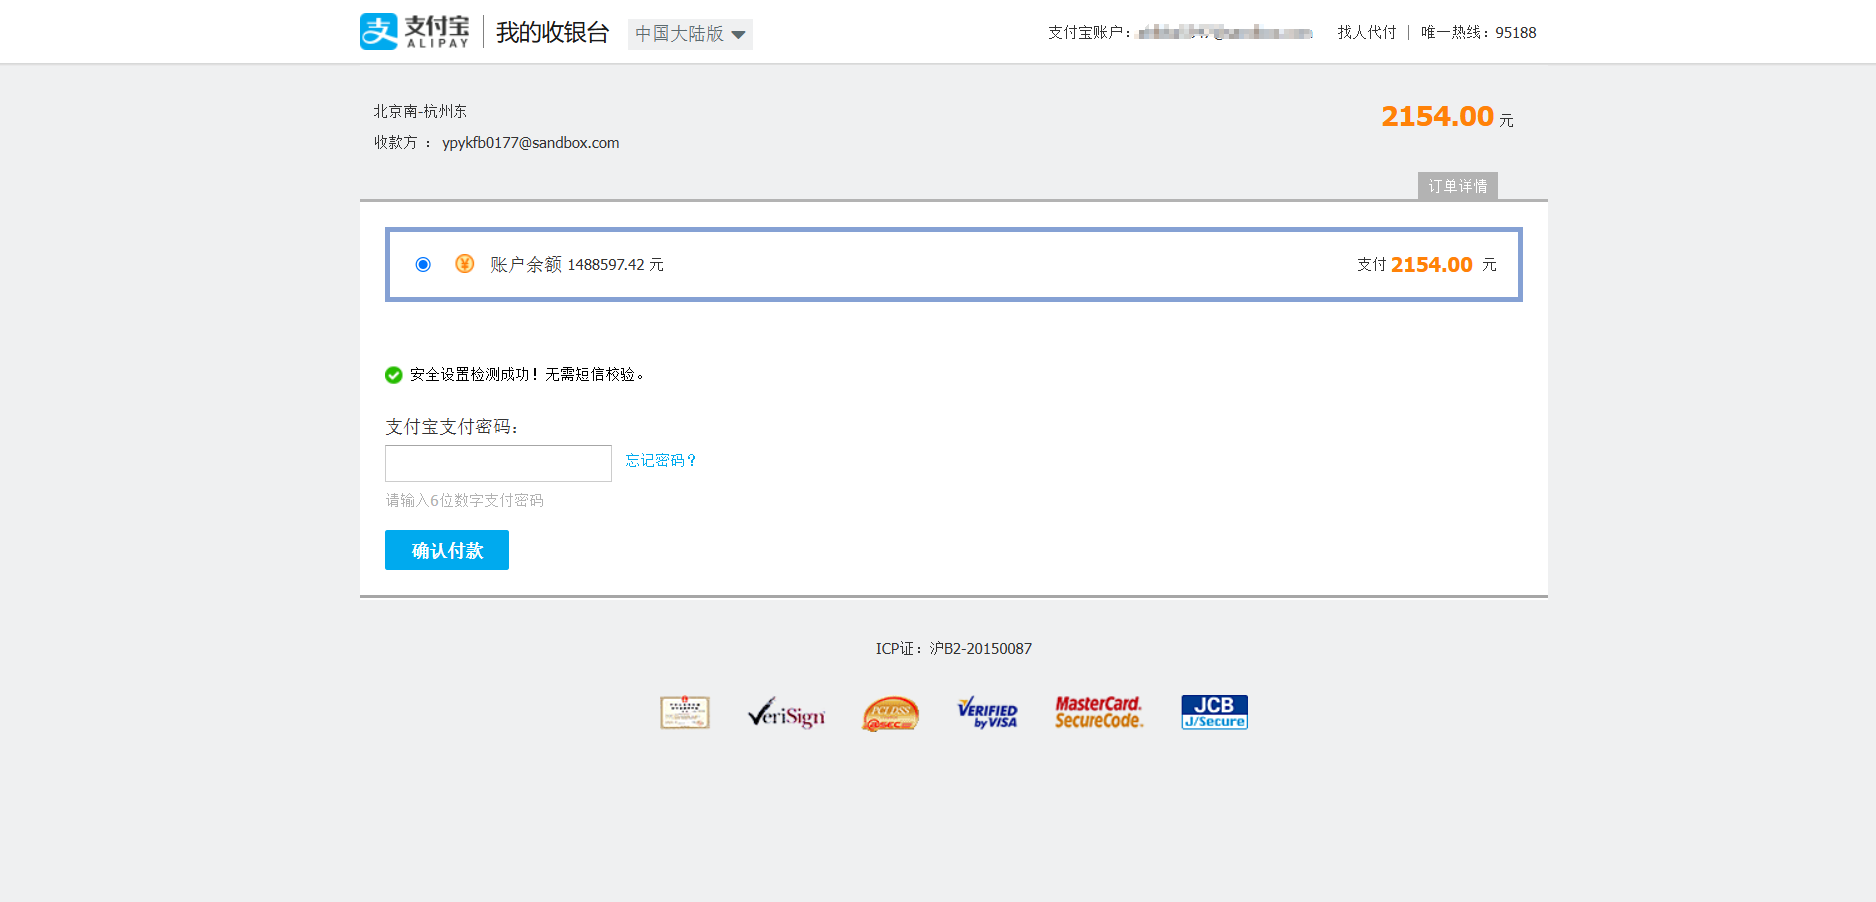 支付宝
ALIPAY
我的收银台
中国大陆版
支付宝账户：
找人代付
唯一热线：95188
北京南-杭州东
2154.00 元
收款方 ： ypykfb0177@sandbox.com
订单详情
账户余额 1488597.42 元
支付 2154.00 元
安全设置检测成功！无需短信校验。
支付宝支付密码：
忘记密码？
请输入6位数字支付密码
确认付款
ICP证：沪B2-20150087
VeriSign
PCI DSS
@SEC
VERIFIED
by VISA
MasterCard.
SecureCode.
JCB
J/Secure